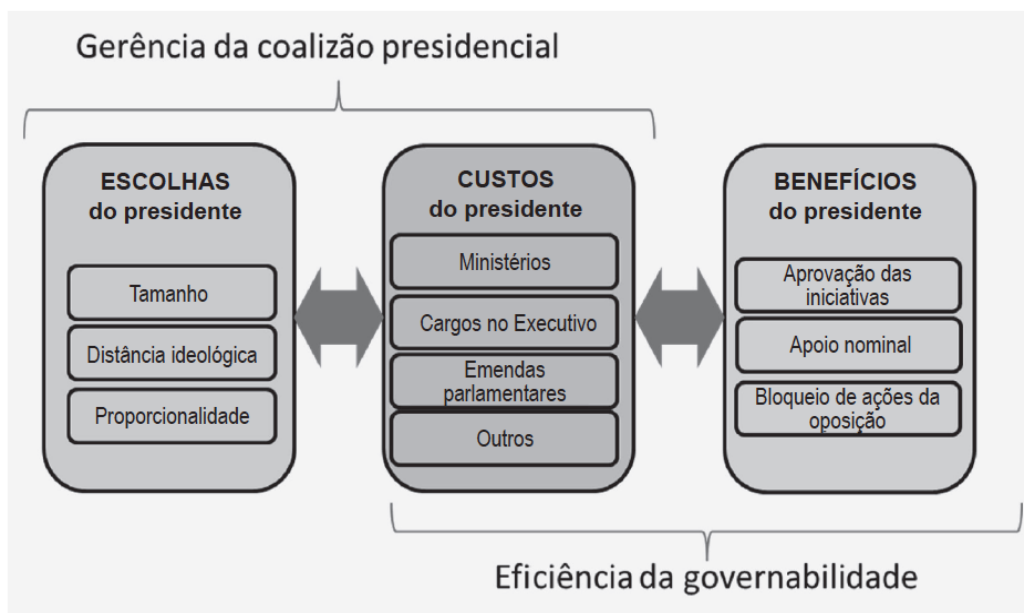 Gerência da coalizão presidencial
ESCOLHAS
do presidente
Tamanho
Distância ideológica
Proporcionalidade
CUSTOS
do presidente
Ministérios
Cargos no Executivo
Emendas
parlamentares
Outros
BENEFÍCIOS
do presidente
Aprovação das
iniciativas
Apoio nominal
Bloqueio de ações da
oposição
Eficiência da governabilidade